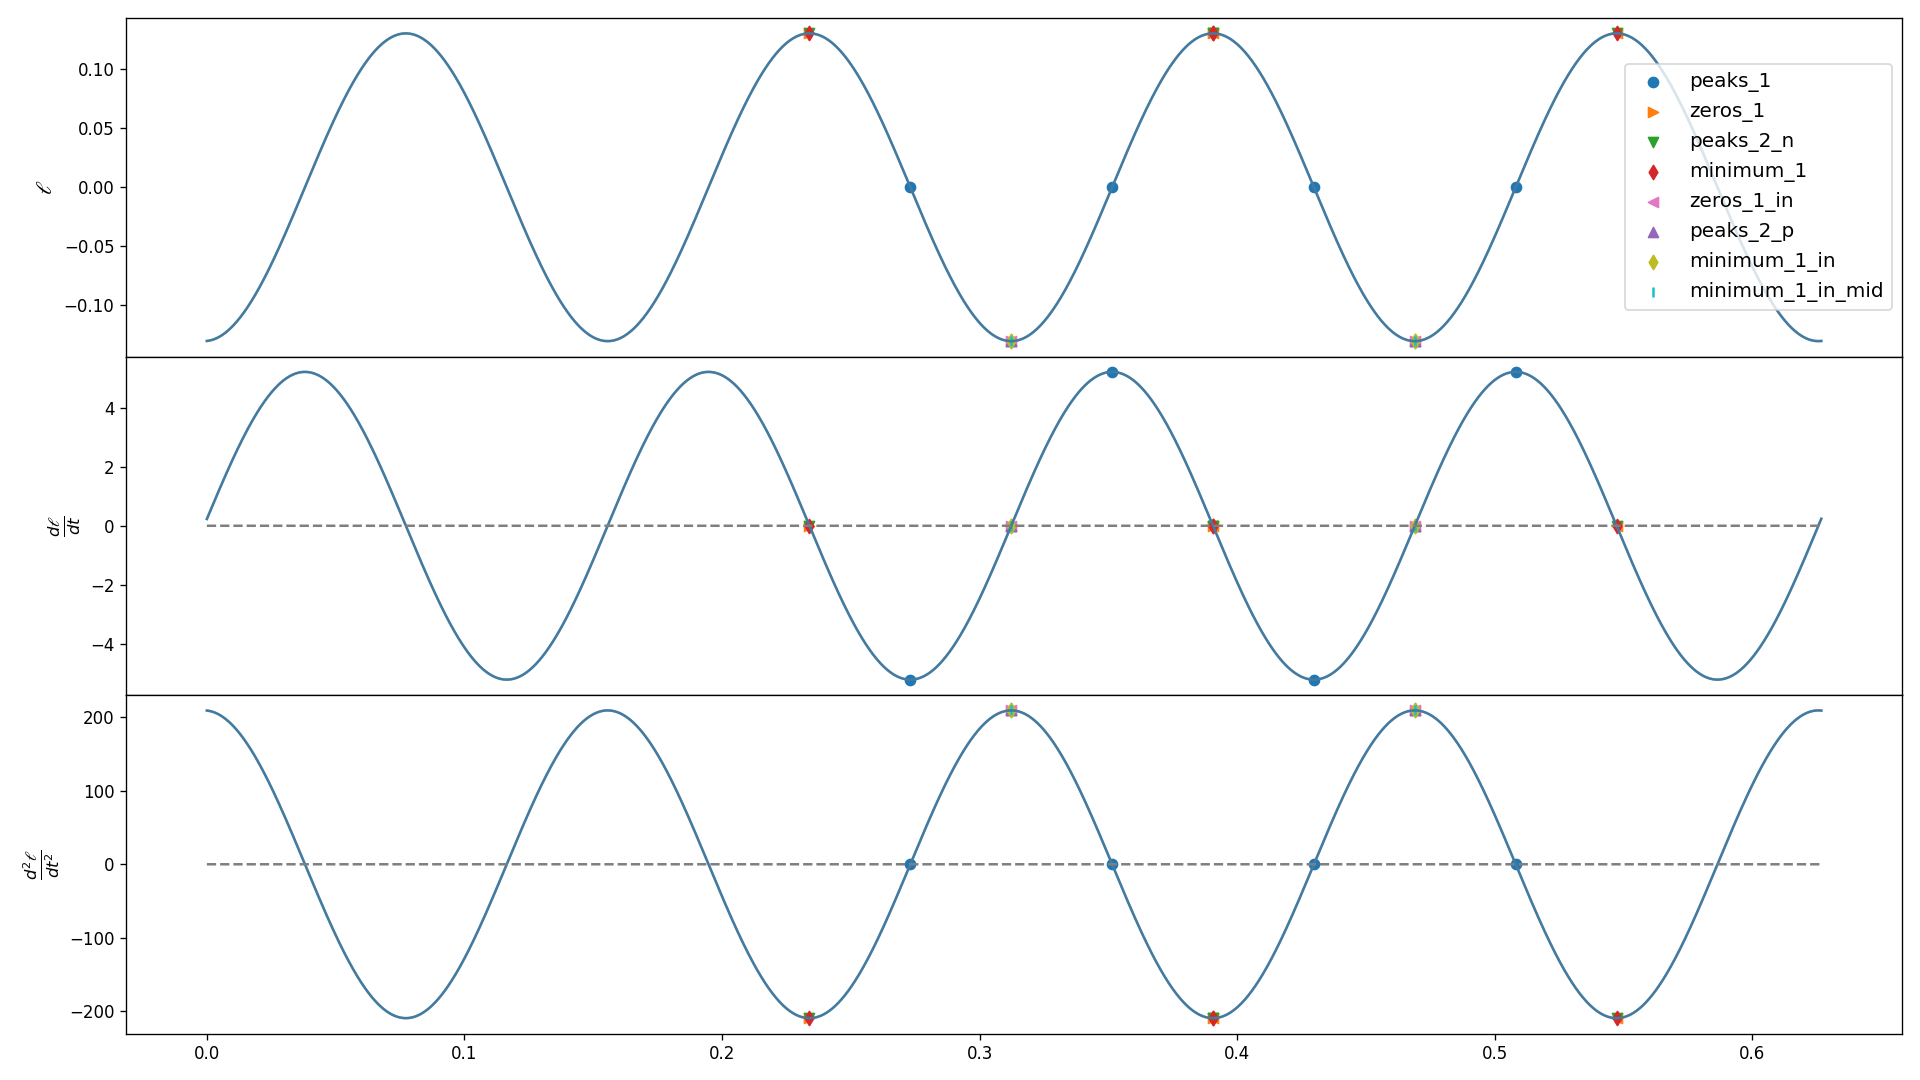 0.10
0.05
0.00
−0.05
−0.10
ℓ
peaks_1
zeros_1
peaks_2_n
minimum_1
zeros_1_in
peaks_2_p
minimum_1_in
minimum_1_in_mid
4
2
0
−2
−4
dℓ
dt
200
100
0
−100
−200
d²ℓ
dt²
0.0 0.1 0.2 0.3 0.4 0.5 0.6